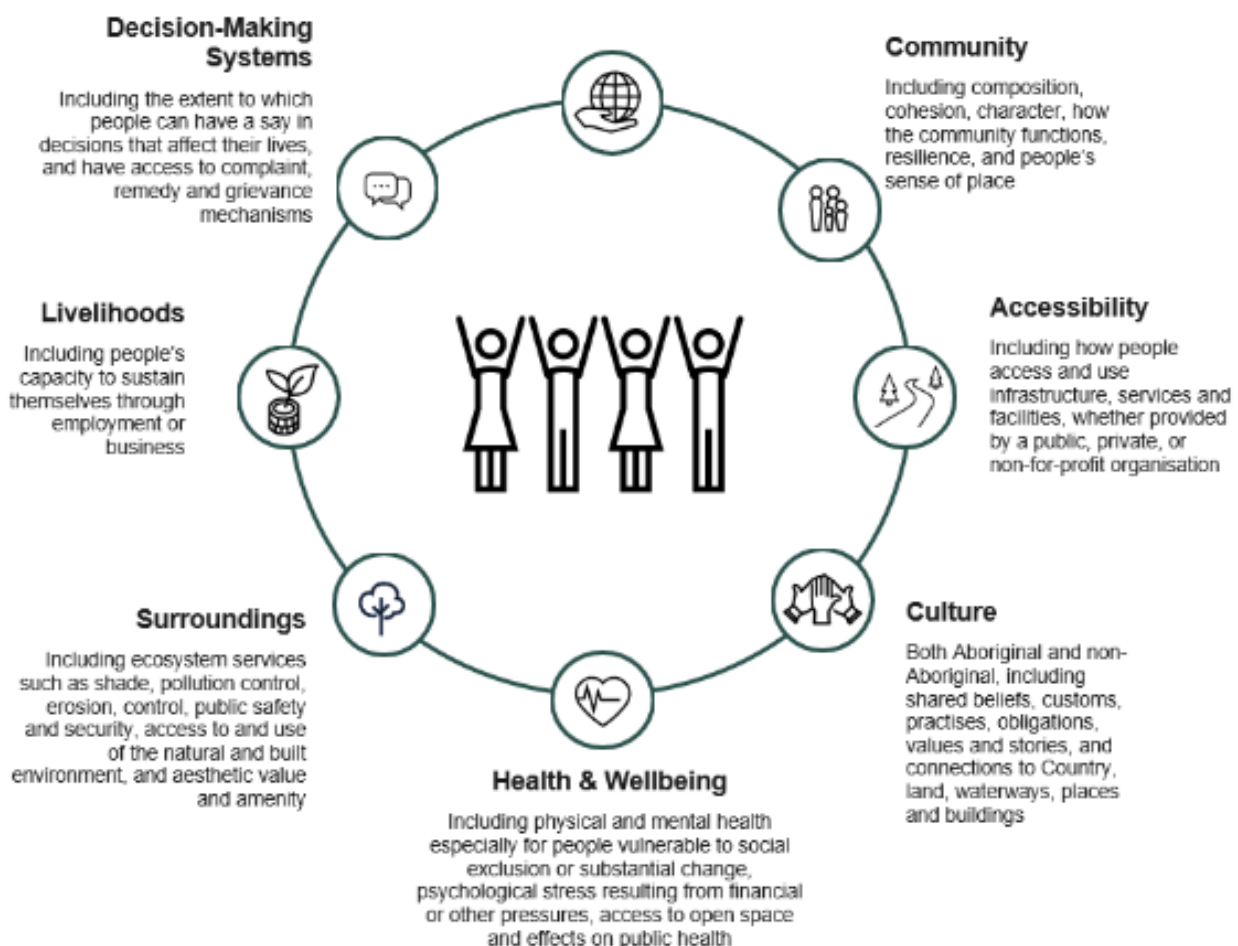 Decision-Making
Systems
Including the extent to which
people can have a say in
decisions that affect their lives,
and have access to complaint,
remedy and grievance
mechanisms
Community
Including composition,
cohesion, character, how
the community functions,
resilience, and people's
sense of place
Livelihoods
Including people's
capacity to sustain
themselves through
employment or
business
Accessibility
Including how people
access and use
infrastructure, services and
facilities, whether provided
by a public, private, or
non-for-profit organisation
Surroundings
Including ecosystem services
such as shade, pollution control,
erosion, control, public safety
and security, access to and use
of the natural and built
environment, and aesthetic value
and amenity
Culture
Both Aboriginal and non-
Aboriginal, including
shared beliefs, customs,
practises, obligations,
values and stories, and
connections to Country,
land, waterways, places
and buildings
Health & Wellbeing
Including physical and mental health
especially for people vulnerable to social
exclusion or substantial change,
psychological stress resulting from financial
or other pressures, access to open space
and effects on public health